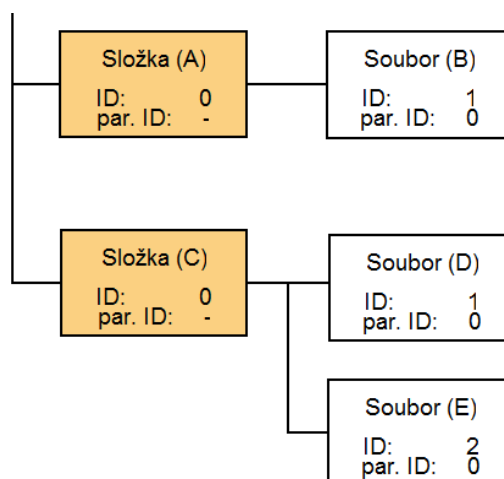 Složka (A)
ID: 0
par. ID: -
Soubor (B)
ID: 1
par. ID: 0
Složka (C)
ID: 0
par. ID: -
Soubor (D)
ID: 1
par. ID: 0
Soubor (E)
ID: 2
par. ID: 0